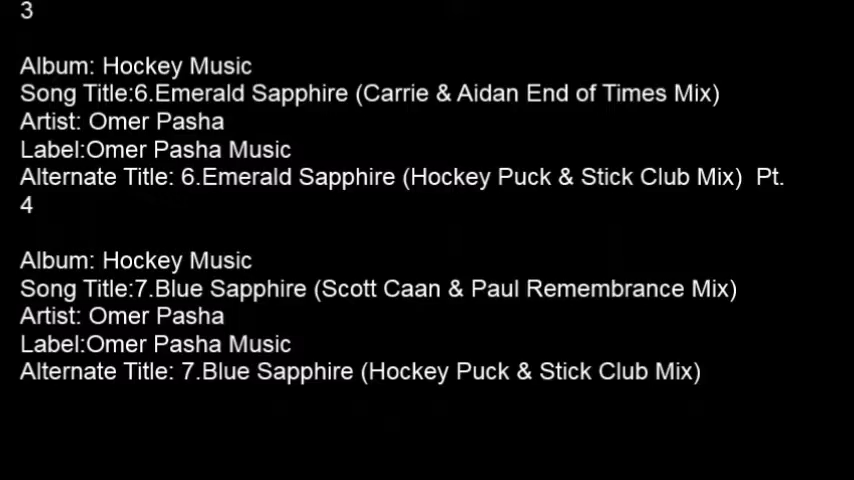 3
Album: Hockey Music
Song Title:6.Emerald Sapphire (Carrie & Aidan End of Times Mix)
Artist: Omer Pasha
Label:Omer Pasha Music
Alternate Title: 6.Emerald Sapphire (Hockey Puck & Stick Club Mix)  Pt.
4
Album: Hockey Music
Song Title:7.Blue Sapphire (Scott Caan & Paul Remembrance Mix)
Artist: Omer Pasha
Label:Omer Pasha Music
Alternate Title: 7.Blue Sapphire (Hockey Puck & Stick Club Mix)